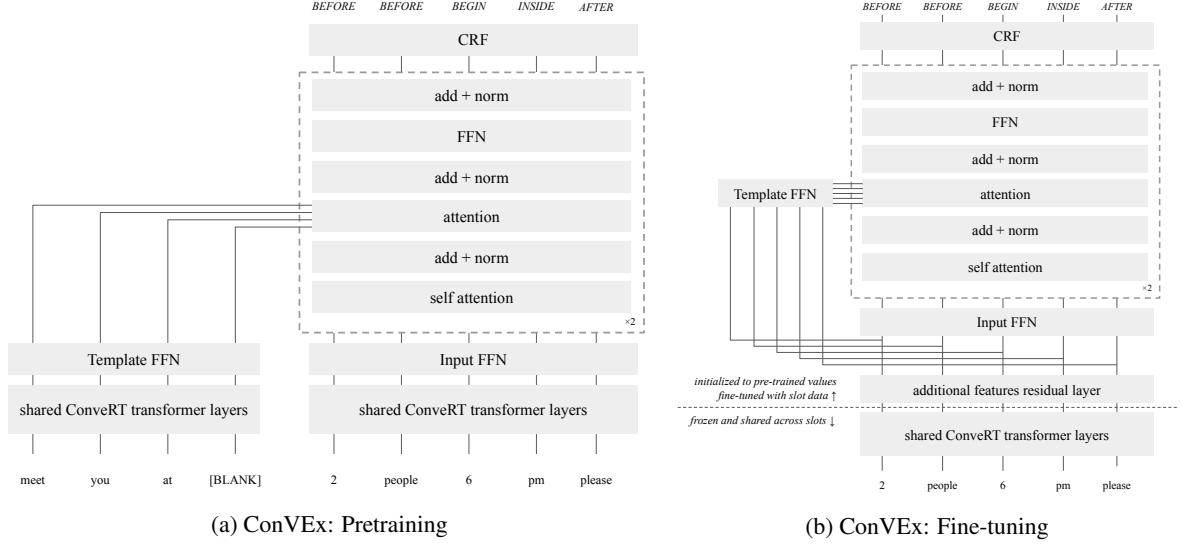 BEFORE BEFORE BEGIN INSIDE AFTER
CRF
add + norm
FFN
add + norm
attention
add + norm
self attention
×2
Template FFN Input FFN
shared ConveRT transformer layers shared ConveRT transformer layers
meet you at [BLANK] 2 people 6 pm please
(a) ConVEx: Pretraining
BEFORE BEFORE BEGIN INSIDE AFTER
CRF
add + norm
FFN
add + norm
Template FFN attention
add + norm
self attention
×2
Input FFN
initialized to pre-trained values
fine-tuned with slot data ↑
additional features residual layer
frozen and shared across slots ↓
shared ConveRT transformer layers
2 people 6 pm please
(b) ConVEx: Fine-tuning